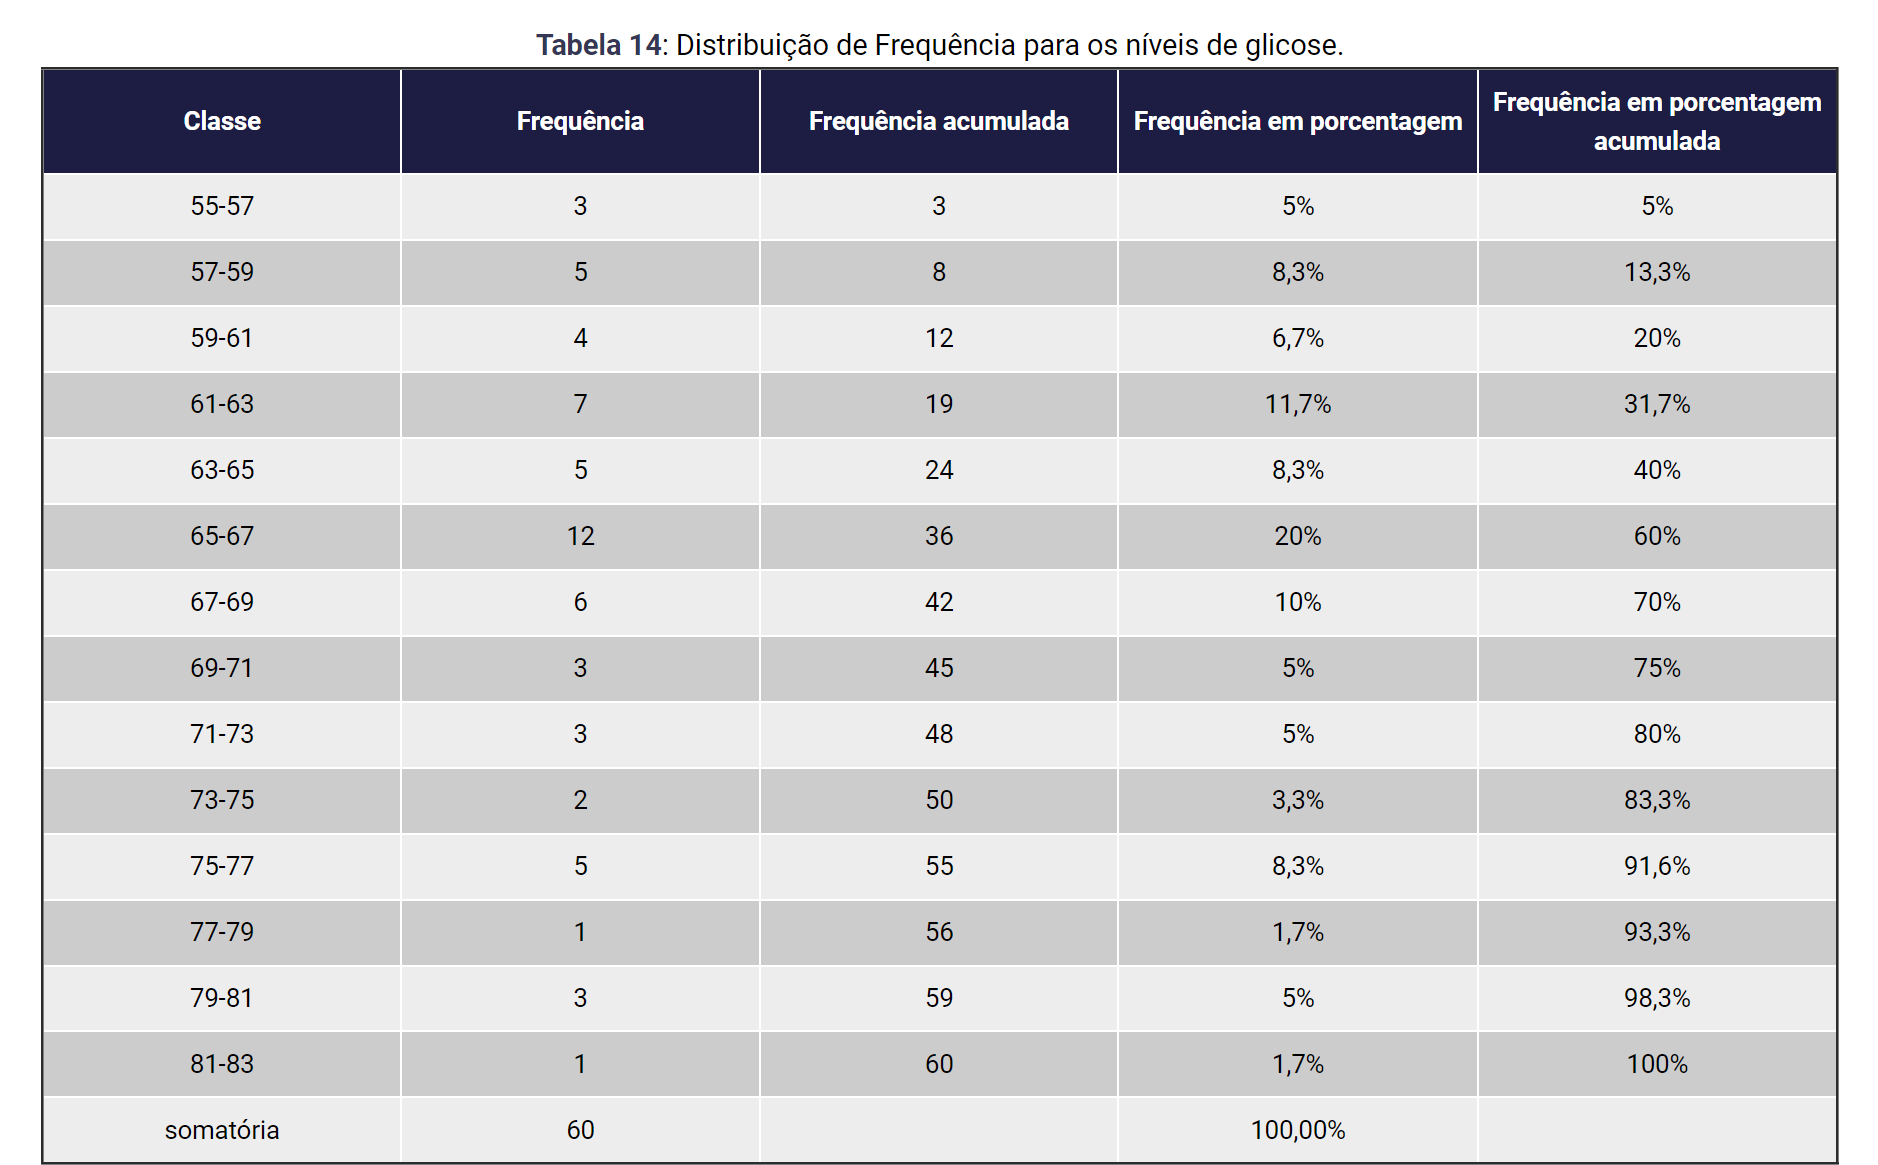 Tabela 14: Distribuição de Frequência para os níveis de glicose.
Classe Frequência Frequência acumulada Frequência em porcentagem Frequência em porcentagem acumulada
55-57 3 3 5% 5%
57-59 5 8 8,3% 13,3%
59-61 4 12 6,7% 20%
61-63 7 19 11,7% 31,7%
63-65 5 24 8,3% 40%
65-67 12 36 20% 60%
67-69 6 42 10% 70%
69-71 3 45 5% 75%
71-73 3 48 5% 80%
73-75 2 50 3,3% 83,3%
75-77 5 55 8,3% 91,6%
77-79 1 56 1,7% 93,3%
79-81 3 59 5% 98,3%
81-83 1 60 1,7% 100%
somatória 60 100,00%